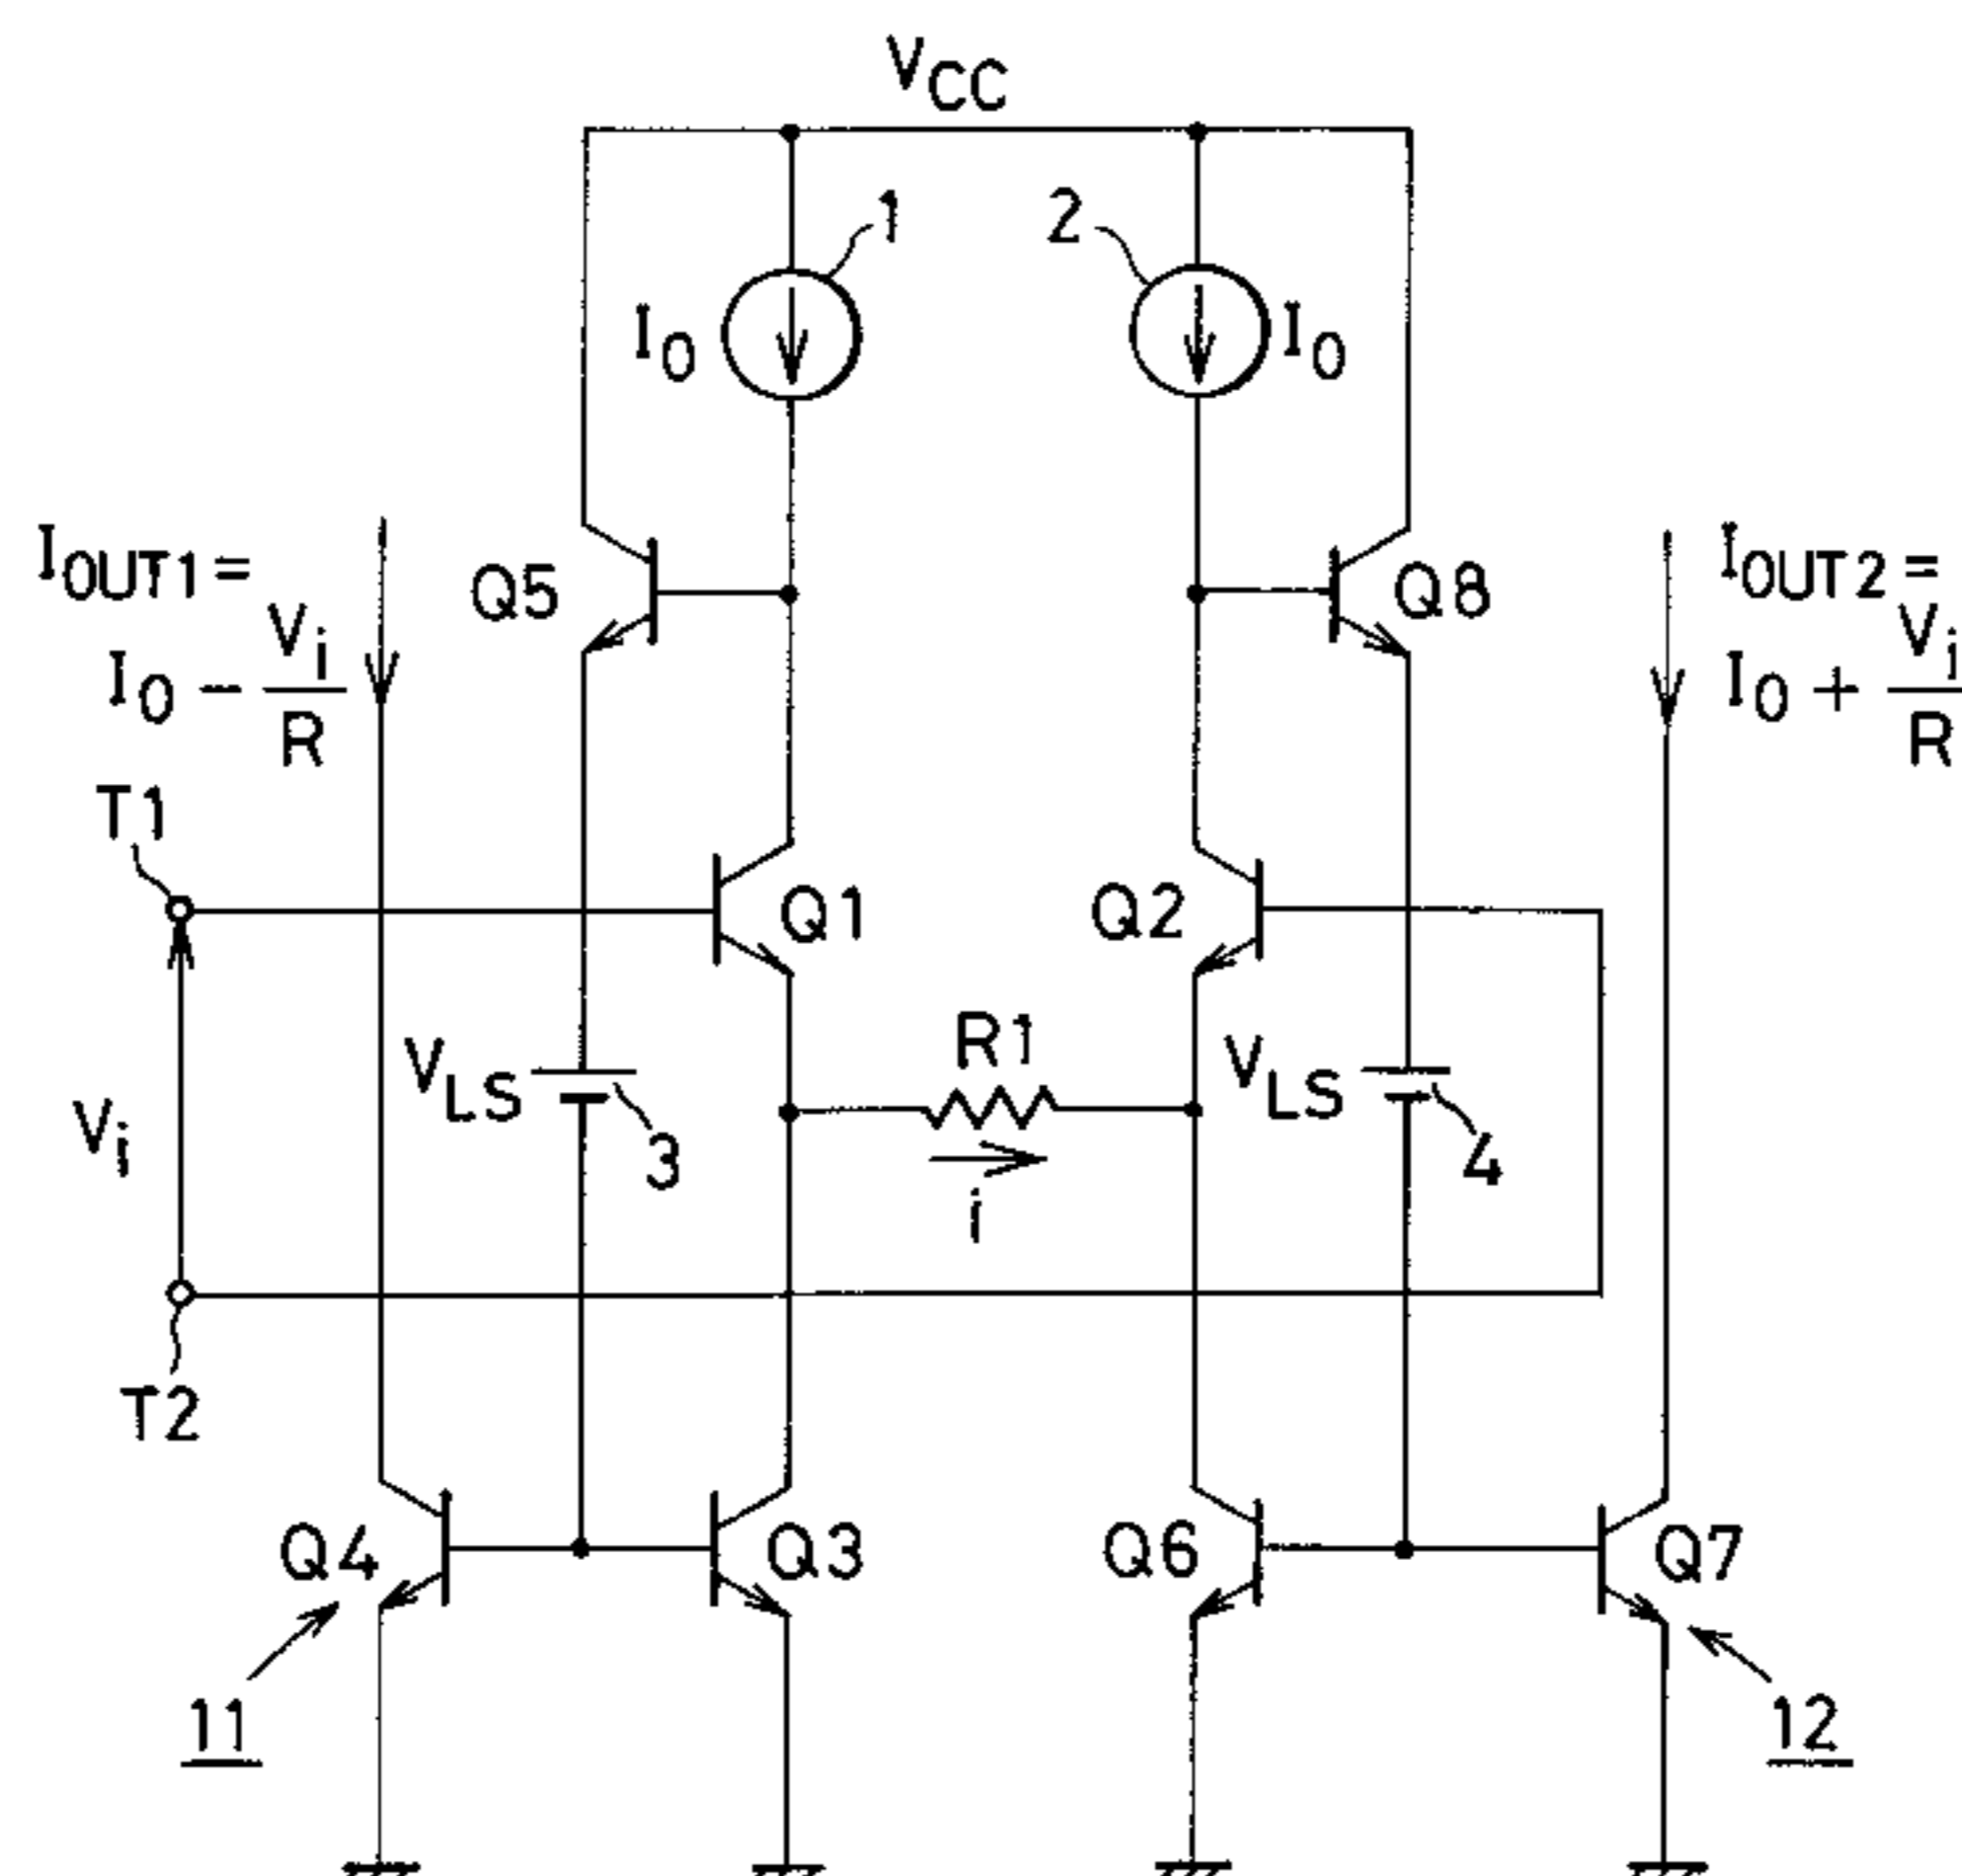 VCC
1
2
I0
I0
IOUT1 =
I0 - Vi
R
Q5
Q8
IOUT2 =
I0 + Vi
R
T1
Q1
Q2
Vi
VLS
3
R1
i
VLS
4
T2
Q4
Q3
Q6
Q7
11
12